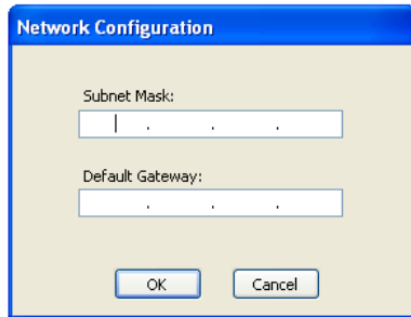 Network Configuration
Subnet Mask:
. . .
Default Gateway:
. . .
OK Cancel